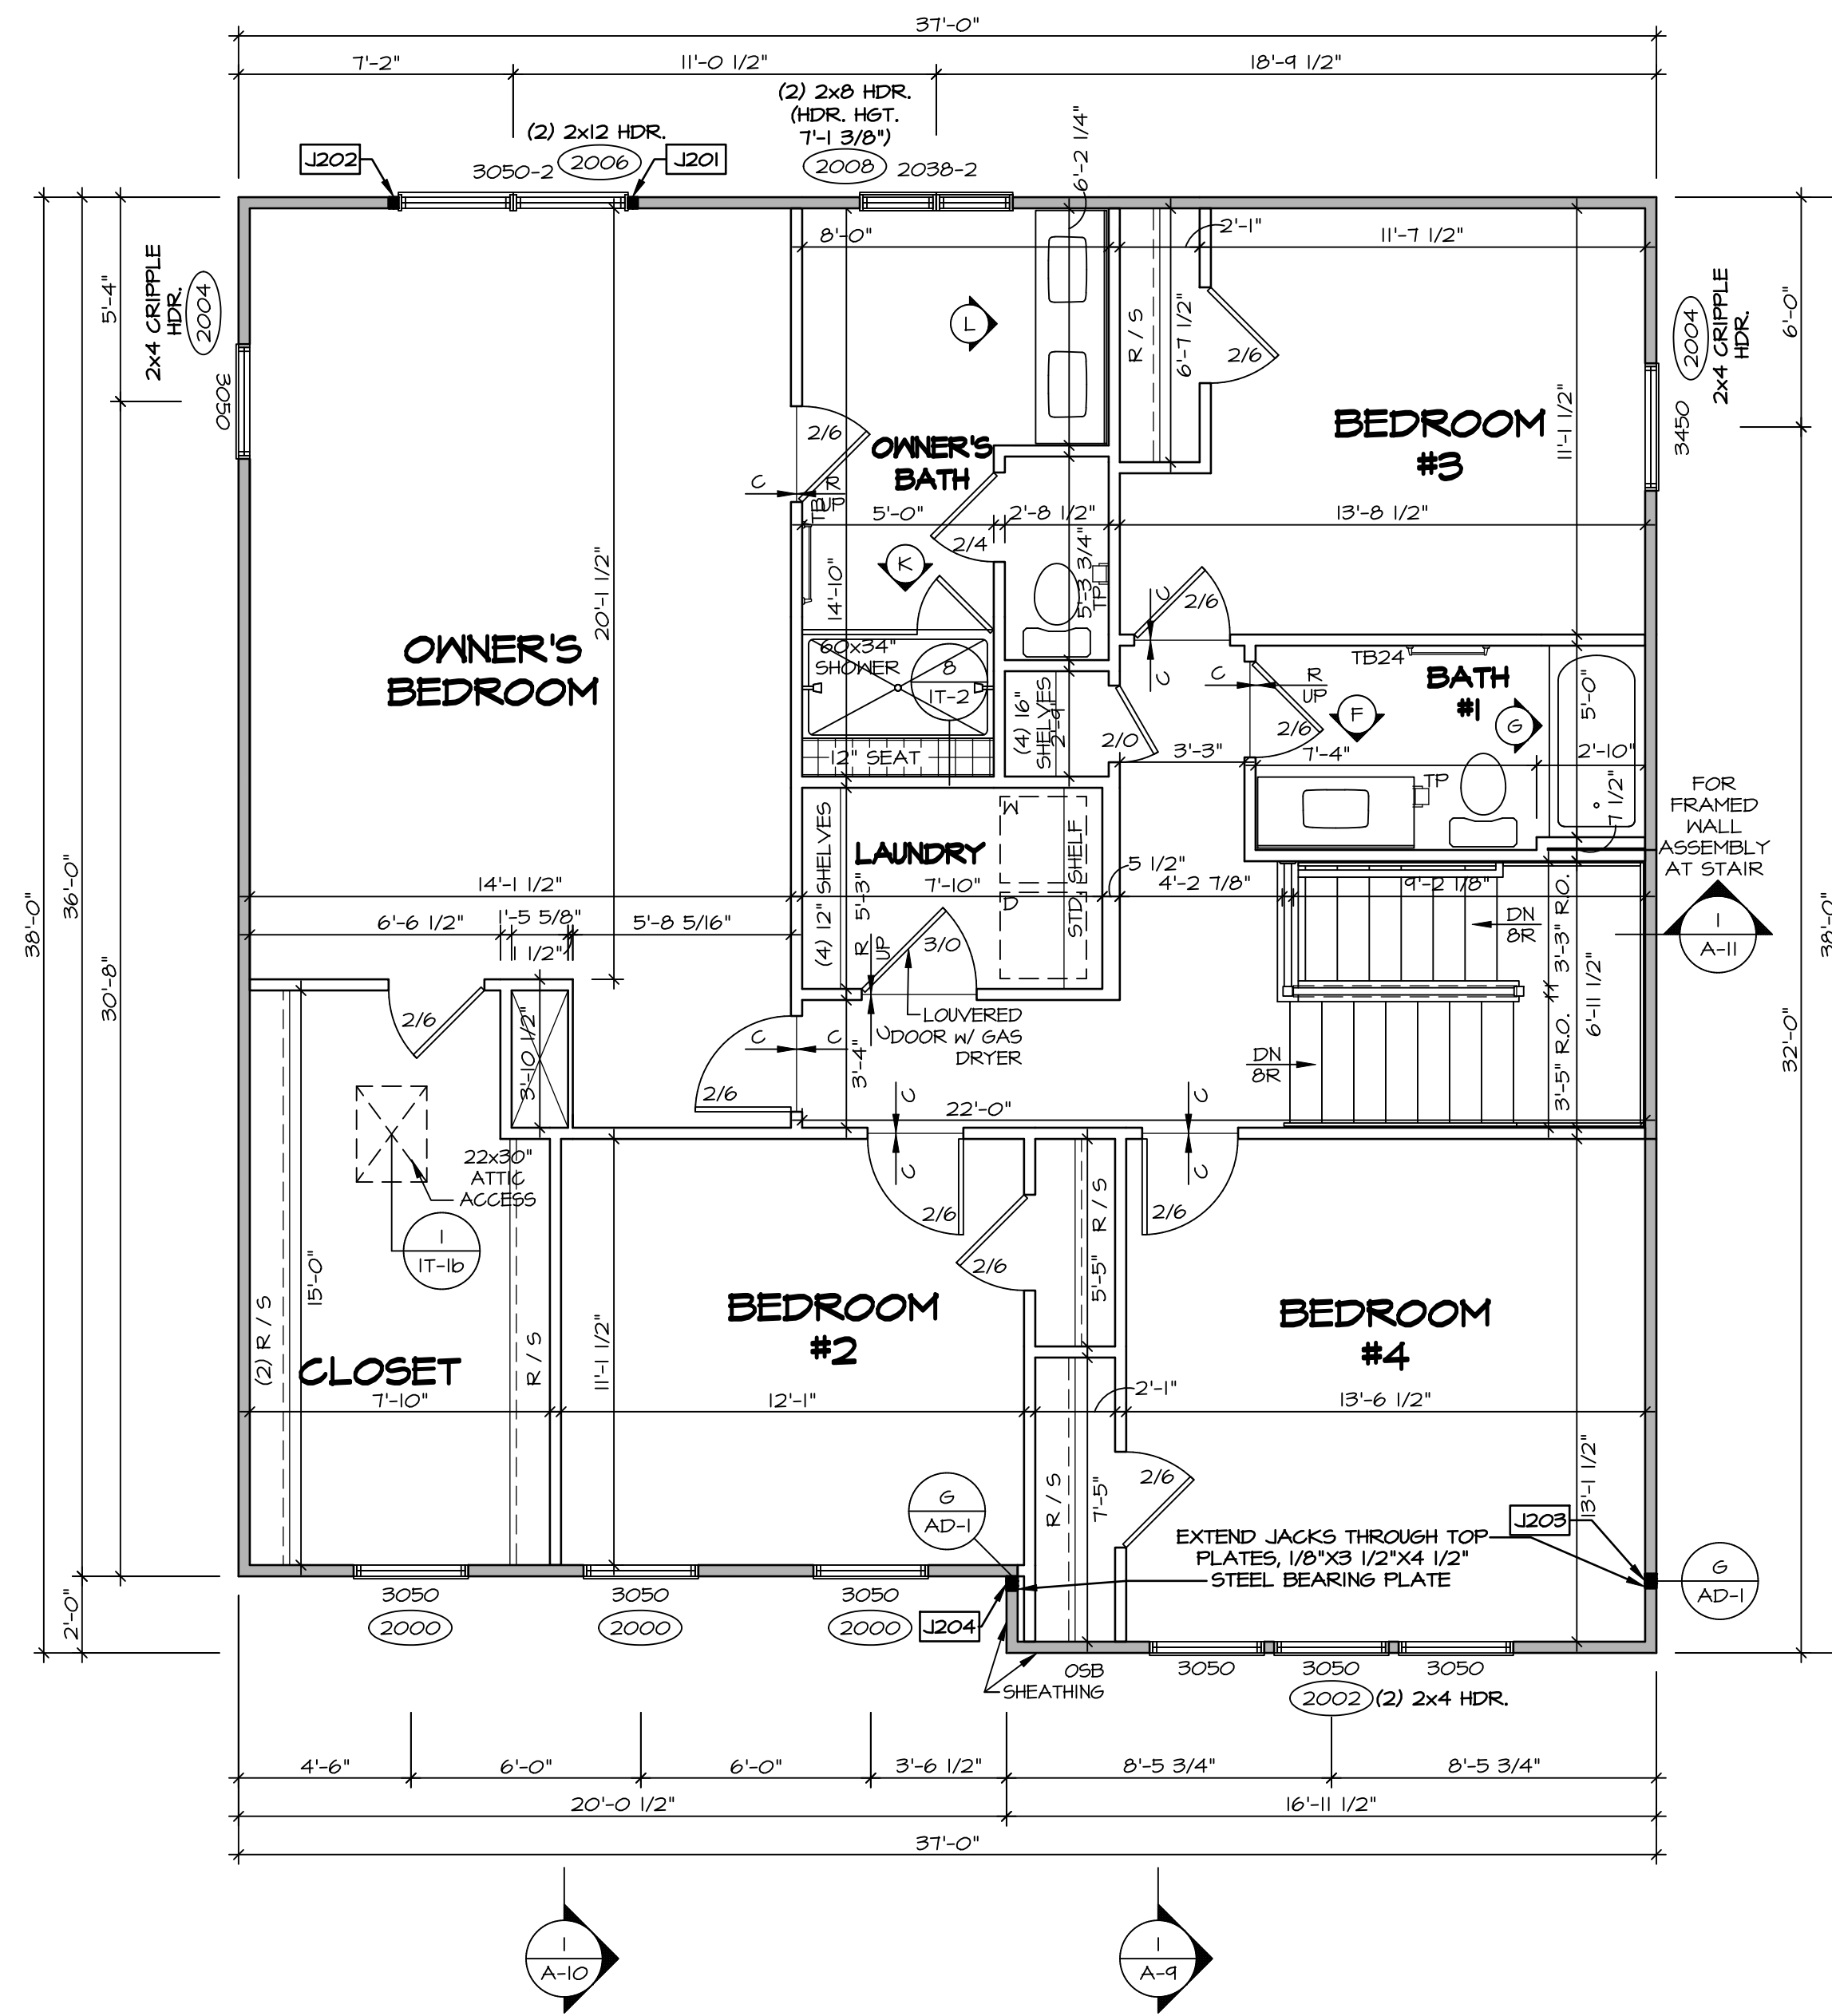 37'-0"
7'-2"
11'-0 1/2"
18'-9 1/2"
(2) 2x8 HDR.
(HDR. HGT.
7'-1 3/8")
(2) 2x12 HDR.
J202
3050-2
2006
J201
2008
2038-2
6'-2 1/4"
5'-4"
2x4 CRIPPLE
HDR.
2004
3050
8'-0"
2'-1"
11'-7 1/2"
L
R / S
6'-7 1/2"
2/6
2004
2x4 CRIPPLE
HDR.
6'-0"
3450
BEDROOM
#3
11'-1 1/2"
2/6
OWNER'S
BATH
C
R
UP
TB
5'-0"
2'-8 1/2"
13'-8 1/2"
2/4
K
14'-10"
5'-3 3/4"
TP
20'-1 1/2"
C
2/6
C
OWNER'S
BEDROOM
60x34"
SHOWER
8
IT-2
12" SEAT
(4) 16"
SHELVES
2'-9"
2/0
3'-3"
C
R
UP
TB24
BATH
#1
F
G
2/6
5'-0"
7'-4"
2'-10"
TP
7 1/2"
FOR
FRAMED
WALL
ASSEMBLY
AT STAIR
1
A-11
38'-0"
36'-0"
30'-8"
38'-0"
32'-0"
LAUNDRY
(4) 12" SHELVES
W
D
STD. SHELF
5'-3"
R
UP
3/0
14'-1 1/2"
7'-10"
5 1/2"
4'-2 7/8"
9'-2 1/8"
6'-6 1/2"
1'-5 5/8"
1 1/2"
5'-8 5/16"
DN
8R
3'-3" R.O.
6'-11 1/2"
3'-5" R.O.
DN
8R
2/6
3'-10 1/2"
C
C
2/6
C
3'-4"
LOUVERED
DOOR W/ GAS
DRYER
22'-0"
C
C
C
C
22x30"
ATTIC
ACCESS
1
IT-1b
2/6
2/6
2/6
R / S
5'-5"
(2) R / S
15'-0"
R / S
CLOSET
BEDROOM
#2
BEDROOM
#4
11'-1 1/2"
7'-10"
12'-1"
2'-1"
13'-6 1/2"
R / S
7'-5"
2/6
13'-1 1/2"
G
AD-1
J203
EXTEND JACKS THROUGH TOP
PLATES, 1/8"X3 1/2"X4 1/2"
STEEL BEARING PLATE
G
AD-1
2'-0"
3050
2000
3050
2000
3050
2000
J204
OSB
SHEATHING
3050
3050
3050
2002
(2) 2x4 HDR.
4'-6"
6'-0"
6'-0"
3'-6 1/2"
8'-5 3/4"
8'-5 3/4"
20'-0 1/2"
16'-11 1/2"
37'-0"
1
A-10
1
A-9